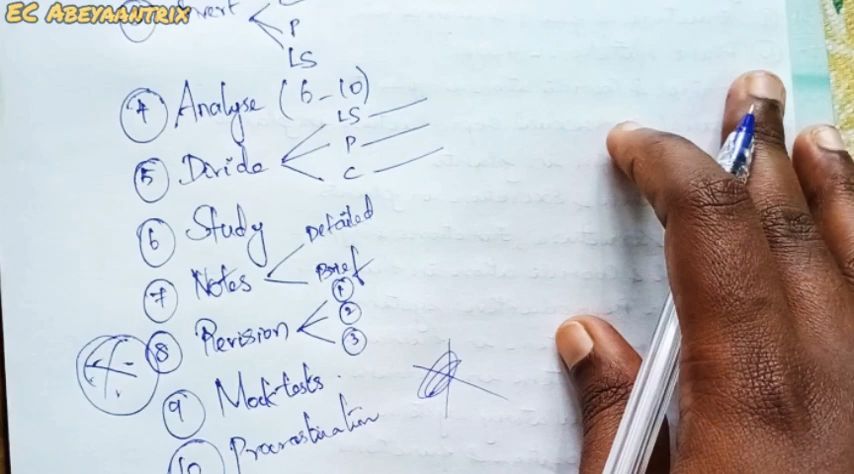 EC ABEYAANTRIX
P
LS
4 Analyse (6-10)
5 Divide
LS
P
C
6 Study
7 Notes
Detailed
Brief
8 Revision
1
2
3
9 Mock tests.
10 Procrastination